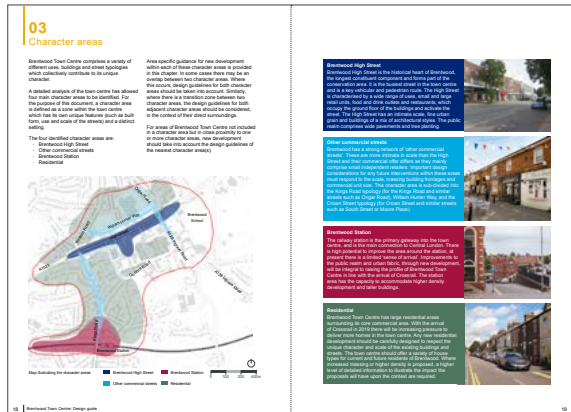 03
Character areas
Brentwood Town Centre comprises a variety of
different uses, buildings and street typologies
which collectively contribute to its unique
character.
A detailed analysis of the town centre has allowed
four main character areas to be identified. For
the purpose of this document, a character area
is defined as a zone within the town centre
which has its own unique features (such as built
form, use and scale of the streets) and a distinct
setting.
The four identified character areas are:
· Brentwood High Street
· Other commercial streets
· Brentwood Station
· Residential
Area specific guidance for new development
within each of these character areas is provided
in this chapter. In some cases there may be an
overlap between two character areas. Where
this occurs, design guidelines for both character
areas should be taken into account. Similarly,
where there is a transition zone between two
character areas, the design guidelines for both
adjacent character areas should be considered,
in the context of their direct surroundings.
For areas of Brentwood Town Centre not included
in a character area but in close proximity to one
or more character areas, new development
should take into account the design guidelines of
the nearest character area(s).
Brentwood
School
Brentwood Station
Map illustrating the character areas
Brentwood High Street
Brentwood Station
Other commercial streets
Residential
0 100 200 400m
18 Brentwood Town Centre: Design guide
Brentwood High Street
Brentwood High Street is the historical heart of Brentwood,
the longest constituent component and forms part of the
conservation area. It is the busiest street in the town centre
and is a key vehicular and pedestrian route. The High Street
is characterised by a wide range of uses, small and large
retail units, food and drink outlets and restaurants, which
occupy the ground floor of the buildings and activate the
street. The High Street has an intimate scale, fine urban
grain and buildings of a mix of architectural styles. The public
realm comprises wide pavements and tree planting.
Other commercial streets
Brentwood has a strong network of 'other commercial
streets'. These are more intimate in scale than the High
Street and their commercial offer differs as they mainly
comprise small independent retailers. Important design
considerations for any future interventions within these areas
must respond to the scale, massing building frontages and
commercial unit size. This character area is sub-divided into
the Kings Road typology (for the Kings Road and similar
streets such as Ongar Road), William Hunter Way, and the
Crown Street typology (for Crown Street and similar streets
such as South Street or Moore Place).
Brentwood Station
The railway station is the primary gateway into the town
centre, and is the main connection to Central London. There
is high potential to improve the area around the station, at
present there is a limited 'sense of arrival'. Improvements to
the public realm and urban fabric, through new development,
will be integral to raising the profile of Brentwood Town
Centre in line with the arrival of Crossrail. The station
area has the capacity to accommodate higher density
development and taller buildings.
Residential
Brentwood Town Centre has large residential areas
surrounding its core commercial area. With the arrival
of Crossrail in 2019 there will be increasing pressure to
deliver more homes in the town centre. Any new residential
development should be carefully designed to respect the
unique character and scale of the existing buildings and
streets. The town centre should offer a variety of house
types for current and future residents of Brentwood. Where
increased massing or higher density is proposed, a higher
level of detailed information to illustrate the impact the
proposals will have upon the context are required.
19